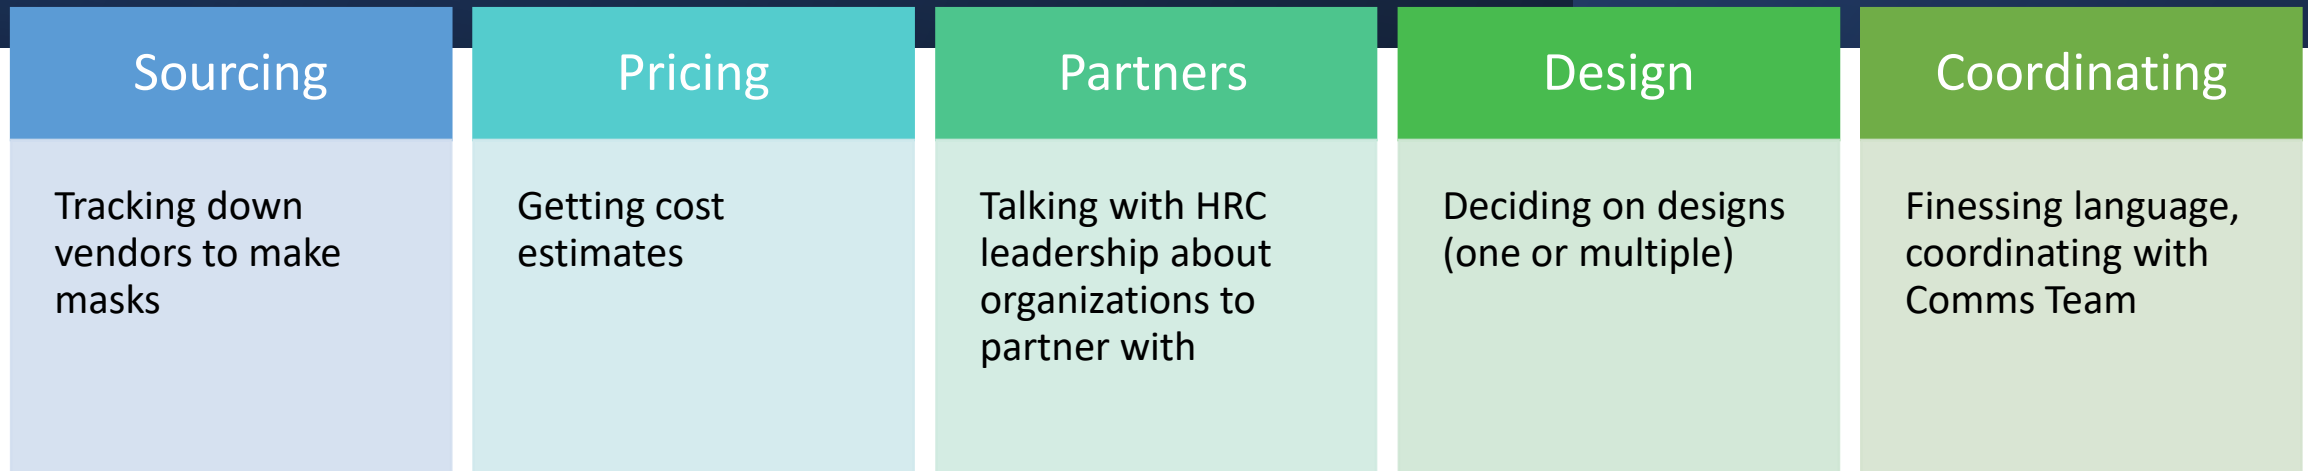 Sourcing
Tracking down
vendors to make
masks
Pricing
Getting cost
estimates
Partners
Talking with HRC
leadership about
organizations to
partner with
Design
Deciding on designs
(one or multiple)
Coordinating
Finessing language,
coordinating with
Comms Team